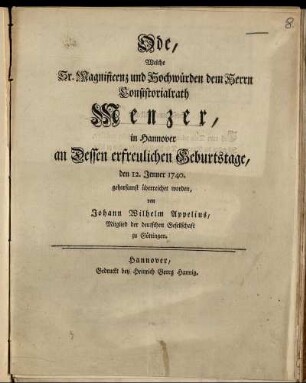 8.
Ode,
Welche
Sr. Magnificenz und Hochwürden dem Herrn
Consistorialrath
Menzer,
in Hannover
an Dessen erfreulichen Geburtstage,
den 12. Jenner 1740.
gehorsamst überreichet worden,
von
Johann Wilhelm Appelius,
Mitglied der deutschen Gesellschaft
zu Göttingen.
Hannover,
Gedruckt bey Heinrich Georg Hannig.